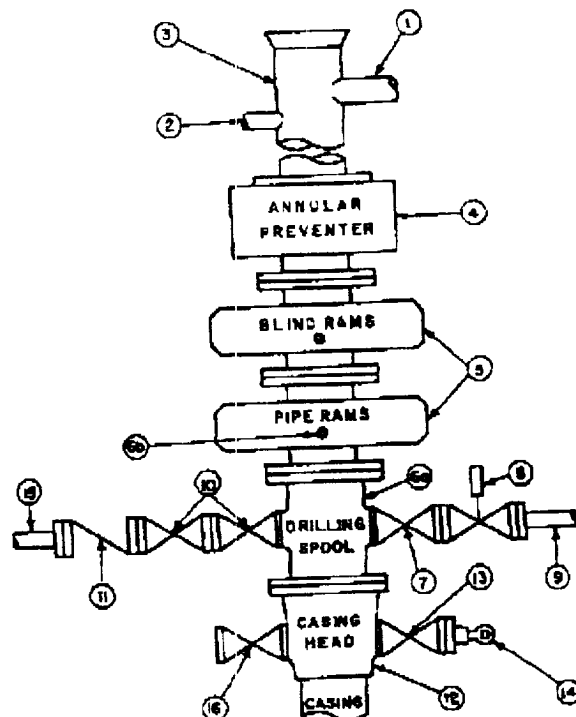 1
3
2
ANNULAR
PREVENTER
4
BLIND RAMS
5
PIPE RAMS
6b
8
6a
15
10
DRILLING
SPOOL
11
7
9
13
CASING
HEAD
16
12
14
CASING